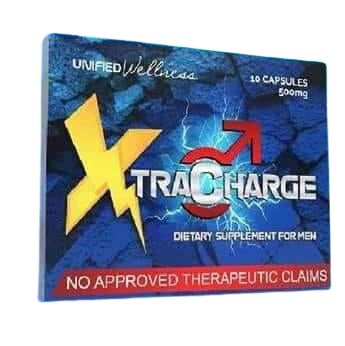 UNIFIED Wellness
10 CAPSULES
500mg
XTRACHARGE
DIETARY SUPPLEMENT FOR MEN
NO APPROVED THERAPEUTIC CLAIMS